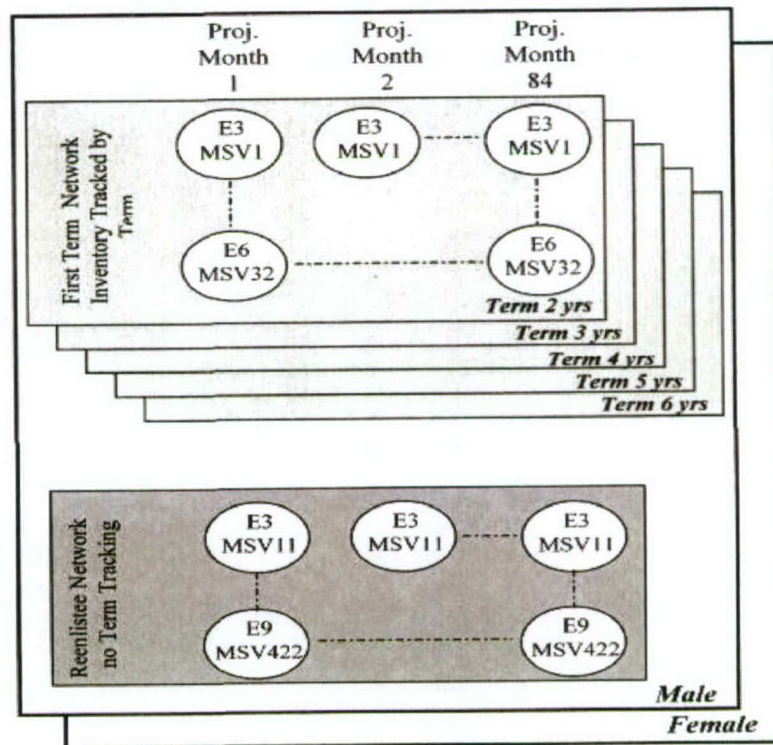 Proj. Proj. Proj.
Month Month Month
1 2 84
First Term Network
Inventory Tracked by
Term
E3 E3 E3
MSV1 MSV1 MSV1
E6 E6
MSV32 MSV32
Term 2 yrs
Term 3 yrs
Term 4 yrs
Term 5 yrs
Term 6 yrs
Reenlistee Network
no Term Tracking
E3 E3 E3
MSV11 MSV11 MSV11
E9 E9
MSV422 MSV422
Male
Female